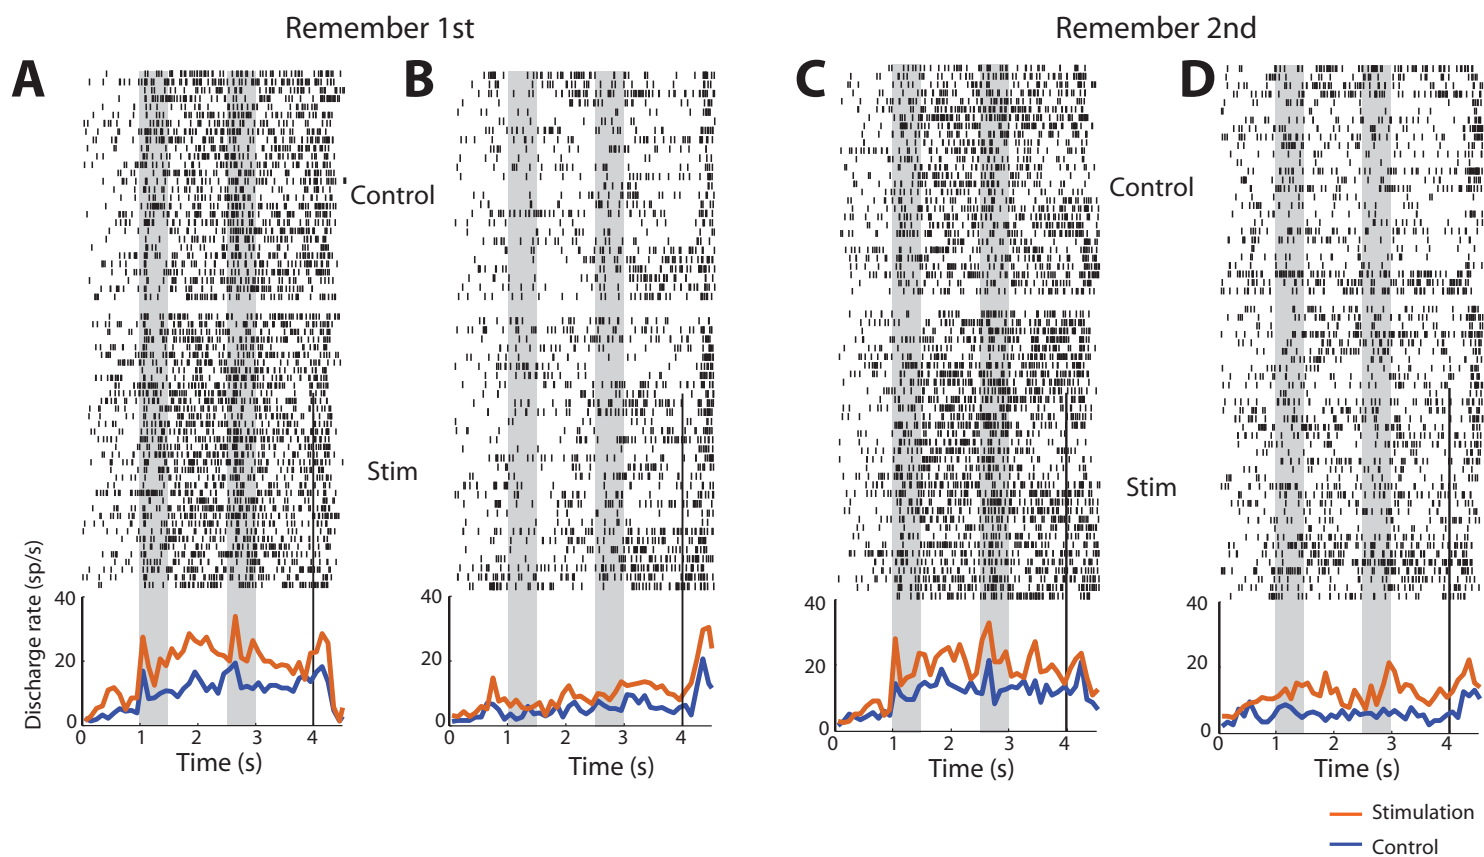 Remember 1st
Remember 2nd
A
B
C
D
Control
Control
Stim
Stim
Discharge rate (sp/s)
40
20
0
0
1
2
3
4
Time (s)
40
20
0
0
1
2
3
4
Time (s)
40
20
0
0
1
2
3
4
Time (s)
40
20
0
0
1
2
3
4
Time (s)
Stimulation
Control